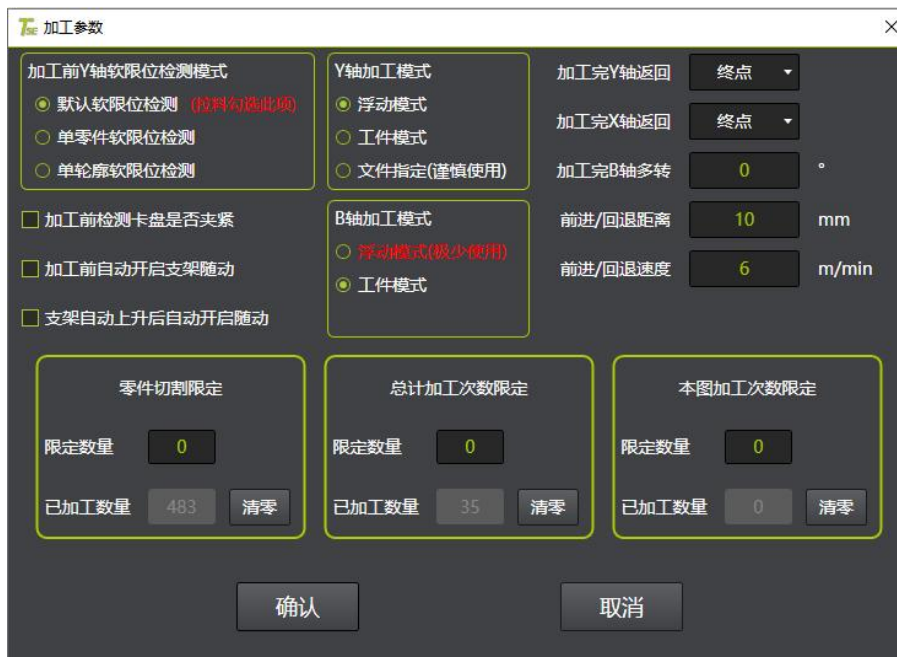 TSE 加工参数
加工前Y轴软限位检测模式
默认软限位检测 (拉料勾选此项)
单零件软限位检测
单轮廓软限位检测
Y轴加工模式
浮动模式
工件模式
文件指定(谨慎使用)
加工完Y轴返回 终点
加工完X轴返回 终点
加工完B轴多转 0 °
前进/回退距离 10 mm
前进/回退速度 6 m/min
加工前检测卡盘是否夹紧
加工前自动开启支架随动
支架自动上升后自动开启随动
B轴加工模式
浮动模式(极少使用)
工件模式
零件切割限定
限定数量 0
已加工数量 483 清零
总计加工次数限定
限定数量 0
已加工数量 35 清零
本图加工次数限定
限定数量 0
已加工数量 0 清零
确认 取消